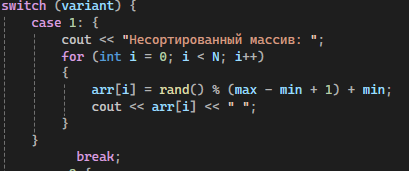 switch (variant) {
case 1: {
cout << "Несортированный массив: ";
for (int i = 0; i < N; i++)
{
arr[i] = rand() % (max - min + 1) + min;
cout << arr[i] << " ";
}
}
break;